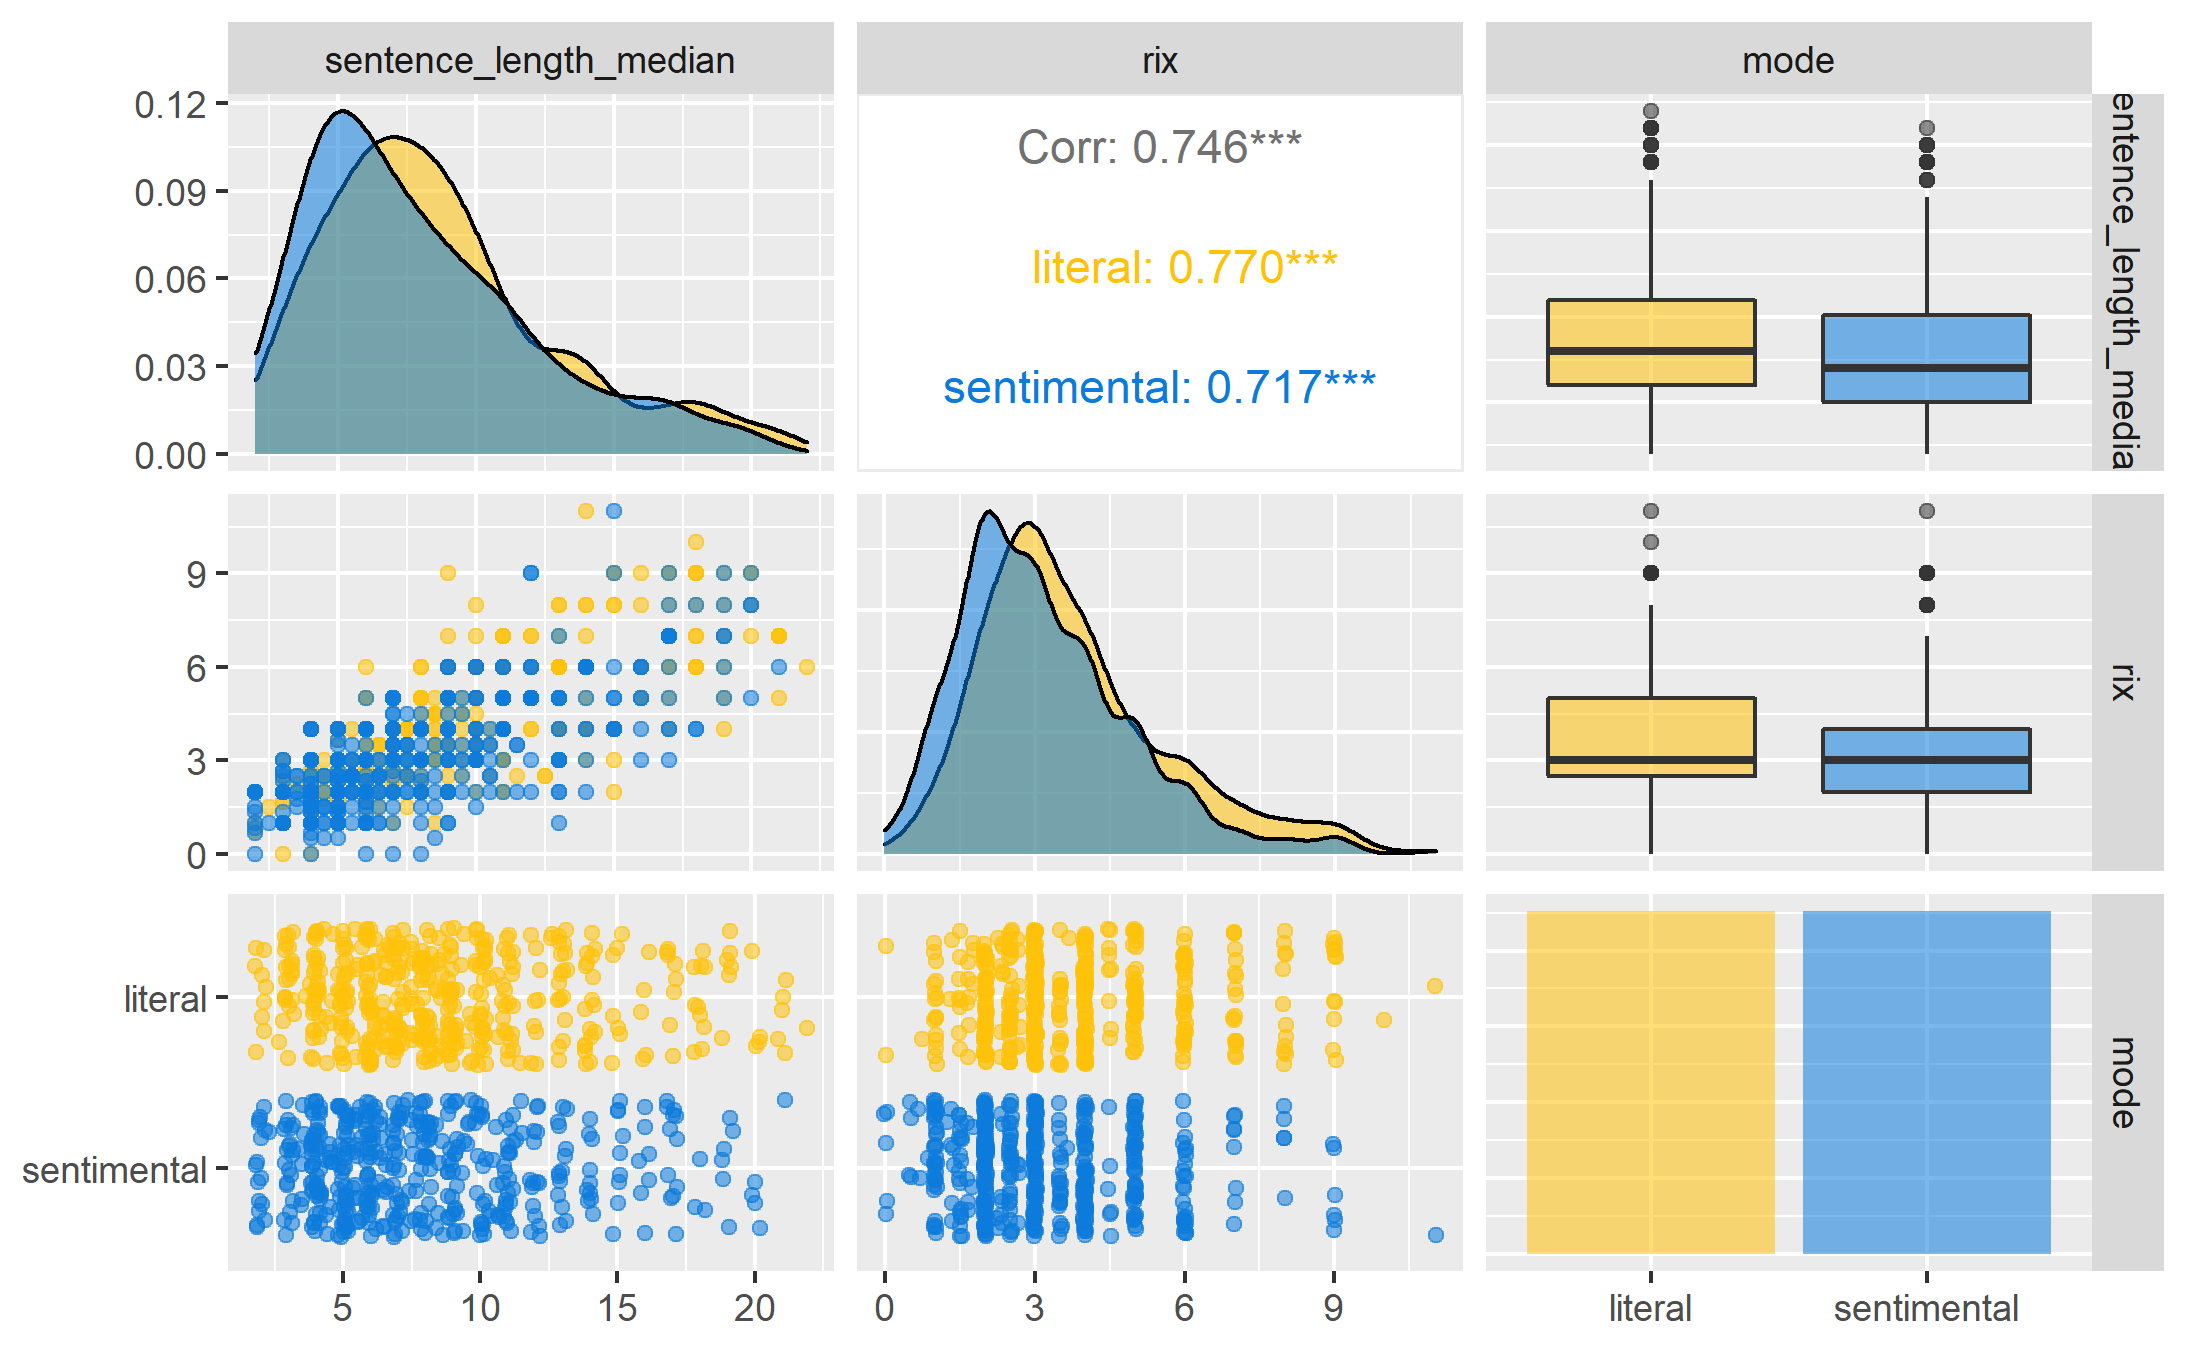 sentence_length_median
rix
mode
0.12
0.09
0.06
0.03
0.00
Corr: 0.746***
literal: 0.770***
sentimental: 0.717***
entence_length_media
9
6
3
0
rix
literal
sentimental
mode
5
10
15
20
0
3
6
9
literal
sentimental